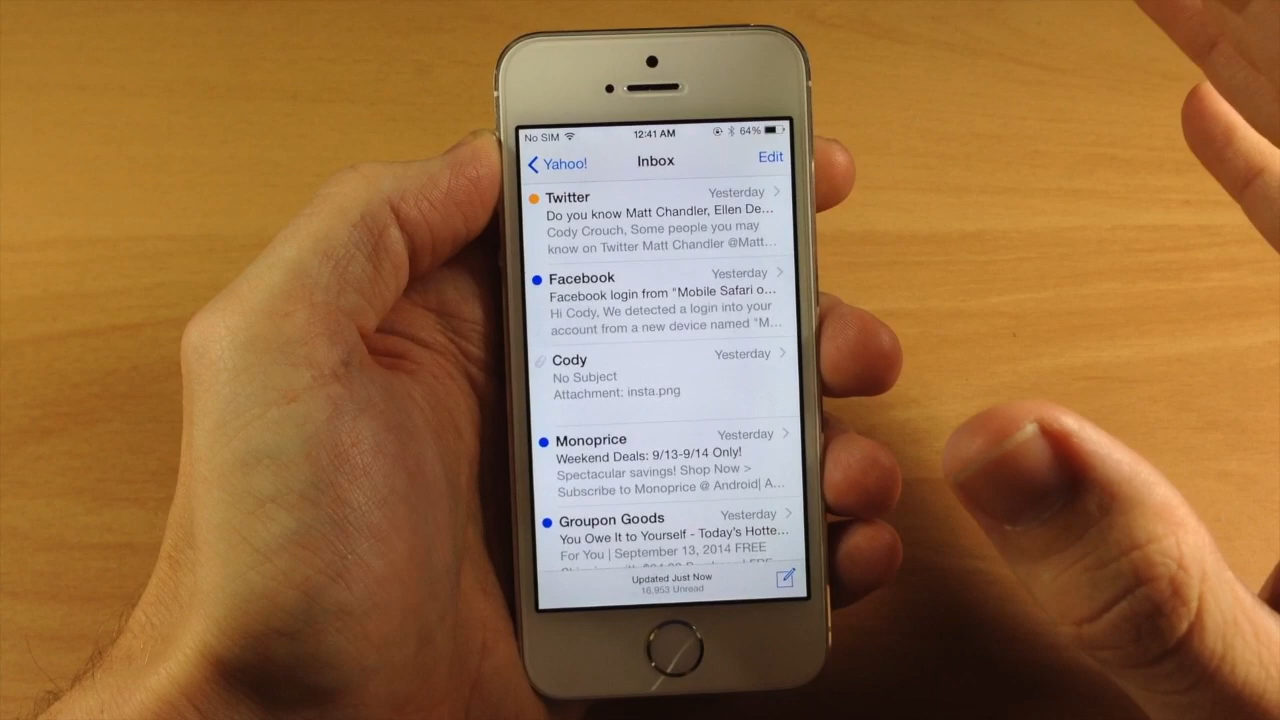 No SIM 12:41 AM 64%
Yahoo! Inbox Edit
Twitter Yesterday
Do you know Matt Chandler, Ellen De...
Cody Crouch, Some people you may
know on Twitter Matt Chandler @Matt...
Facebook Yesterday
Facebook login from "Mobile Safari o...
Hi Cody, We detected a login into your
account from a new device named "M...
Cody Yesterday
No Subject
Attachment: insta.png
Monoprice Yesterday
Weekend Deals: 9/13-9/14 Only!
Spectacular savings! Shop Now >
Subscribe to Monoprice @ Android| A...
Groupon Goods Yesterday
You Owe It to Yourself - Today's Hotte...
For You | September 13, 2014 FREE
Updated Just Now
16,953 Unread